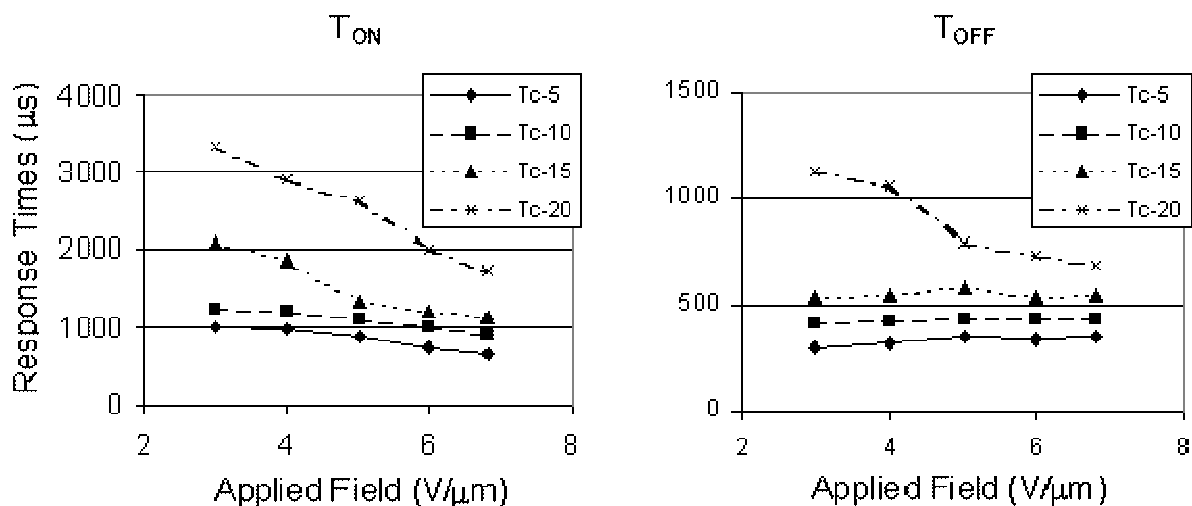 T_ON
Response Times (µs)
4000
3000
2000
1000
0
2 4 6 8
Applied Field (V/µm)
Tc-5
Tc-10
Tc-15
Tc-20
T_OFF
1500
1000
500
0
2 4 6 8
Applied Field (V/µm)
Tc-5
Tc-10
Tc-15
Tc-20